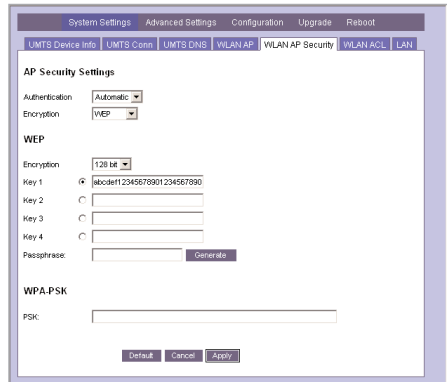 System Settings Advanced Settings Configuration Upgrade Reboot
UMTS Device Info UMTS Conn UMTS DNS WLAN AP WLAN AP Security WLAN ACL LAN
AP Security Settings
Authentication Automatic
Encryption WEP
WEP
Encryption 128 bit
Key 1 abcdef12345678901234567890
Key 2
Key 3
Key 4
Passphrase: Generate
WPA-PSK
PSK:
Default Cancel Apply